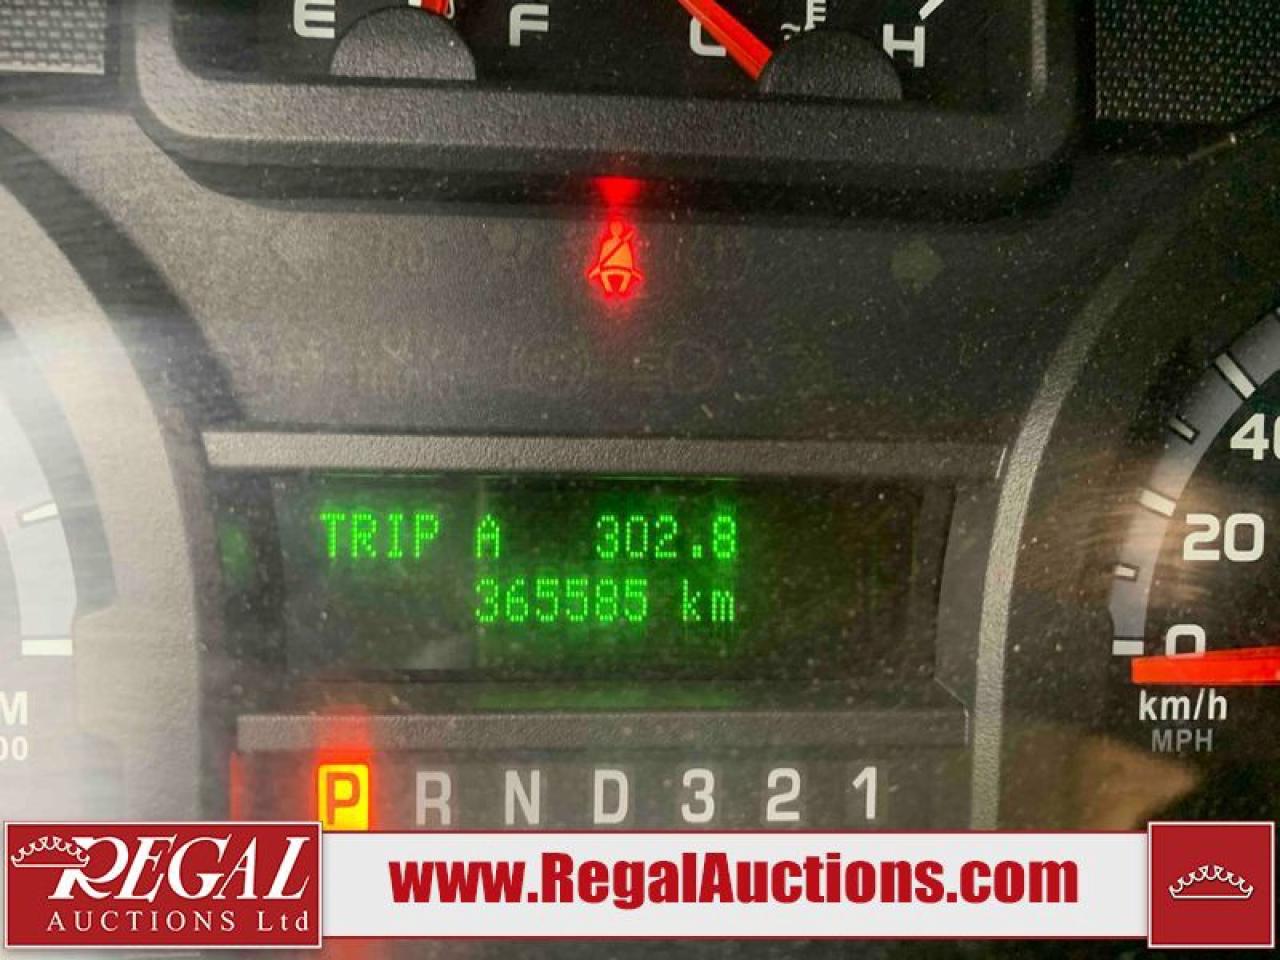 E F C H
TRIP A 302.8
365585 km
40
20
0
km/h
MPH
M
00
P R N D 3 2 1
REGAL
AUCTIONS Ltd
www.RegalAuctions.com